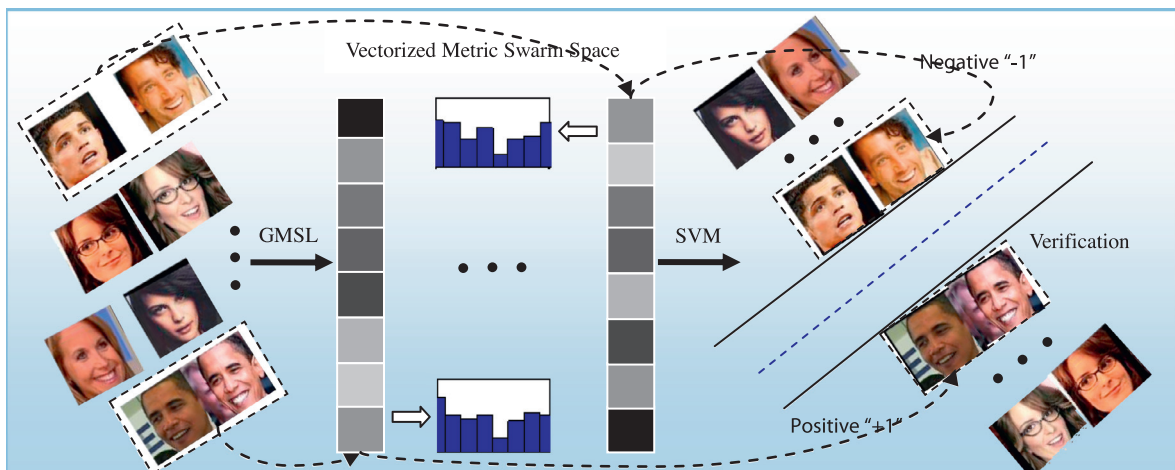 Vectorized Metric Swarm Space
Negative "-1"
GMSL
SVM
Verification
Positive "+1"